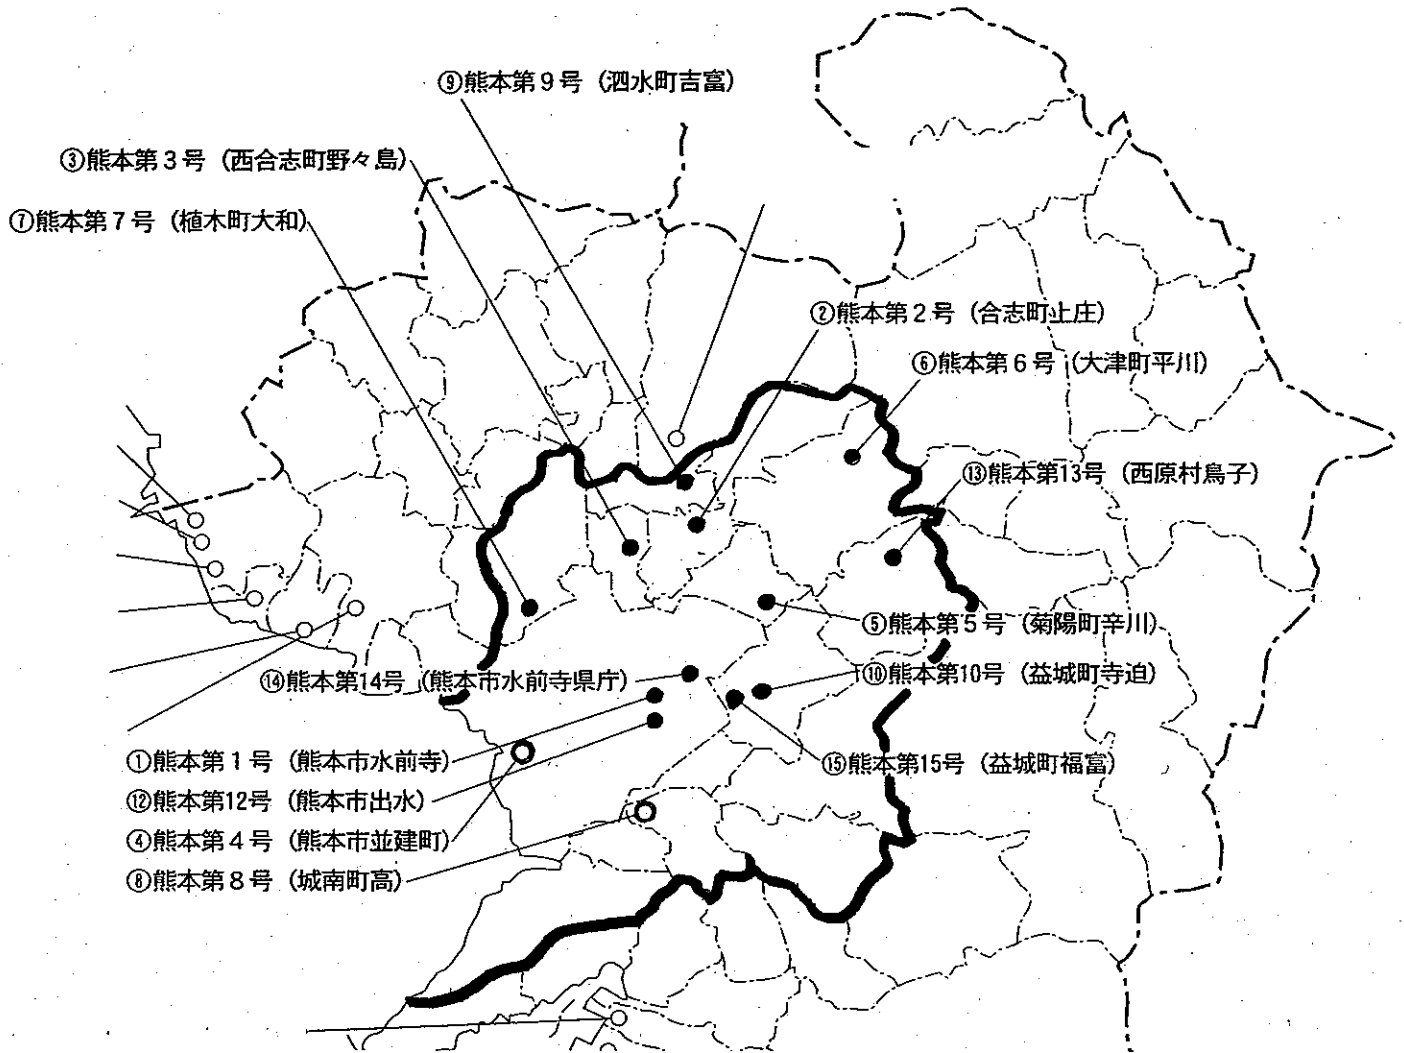 ⑨熊本第9号（泗水町吉富）
③熊本第3号（西合志町野々島）
⑦熊本第7号（植木町大和）
②熊本第2号（合志町上庄）
⑥熊本第6号（大津町平川）
⑬熊本第13号（西原村鳥子）
⑤熊本第5号（菊陽町辛川）
⑭熊本第14号（熊本市水前寺県庁）
⑩熊本第10号（益城町寺迫）
①熊本第1号（熊本市水前寺）
⑮熊本第15号（益城町福富）
⑫熊本第12号（熊本市出水）
④熊本第4号（熊本市並建町）
⑧熊本第8号（城南町高）